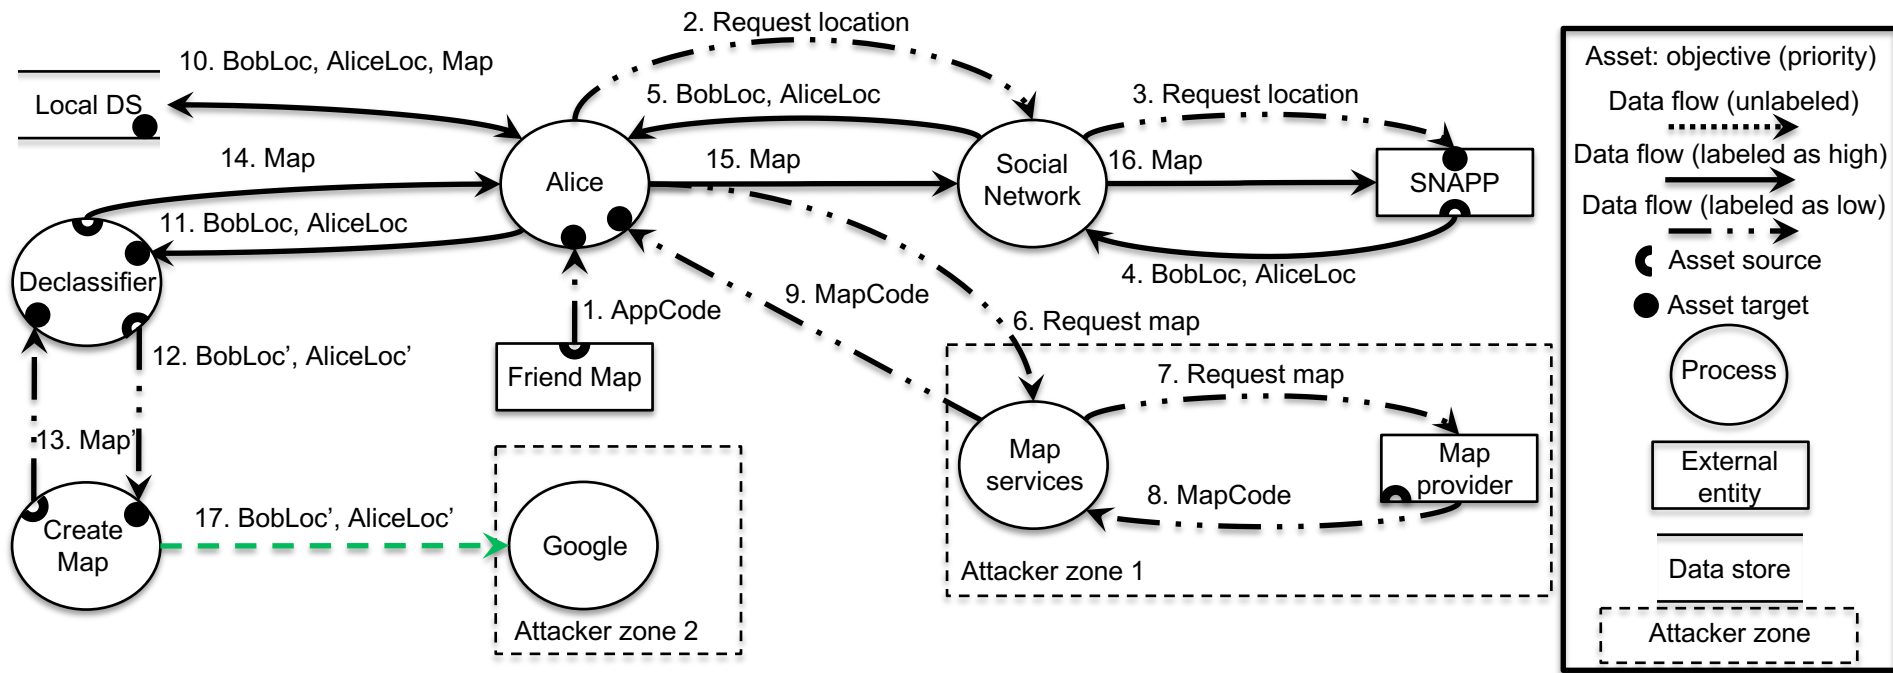 2. Request location
10. BobLoc, AliceLoc, Map
Local DS
5. BobLoc, AliceLoc
3. Request location
14. Map
Alice
15. Map
Social
Network
16. Map
SNAPP
11. BobLoc, AliceLoc
Declassifier
4. BobLoc, AliceLoc
9. MapCode
1. AppCode
6. Request map
12. BobLoc’, AliceLoc’
Friend Map
7. Request map
13. Map’
Map
services
Map
provider
8. MapCode
17. BobLoc’, AliceLoc’
Create
Map
Google
Attacker zone 1
Attacker zone 2
Asset: objective (priority)
Data flow (unlabeled)
Data flow (labeled as high)
Data flow (labeled as low)
Asset source
Asset target
Process
External
entity
Data store
Attacker zone